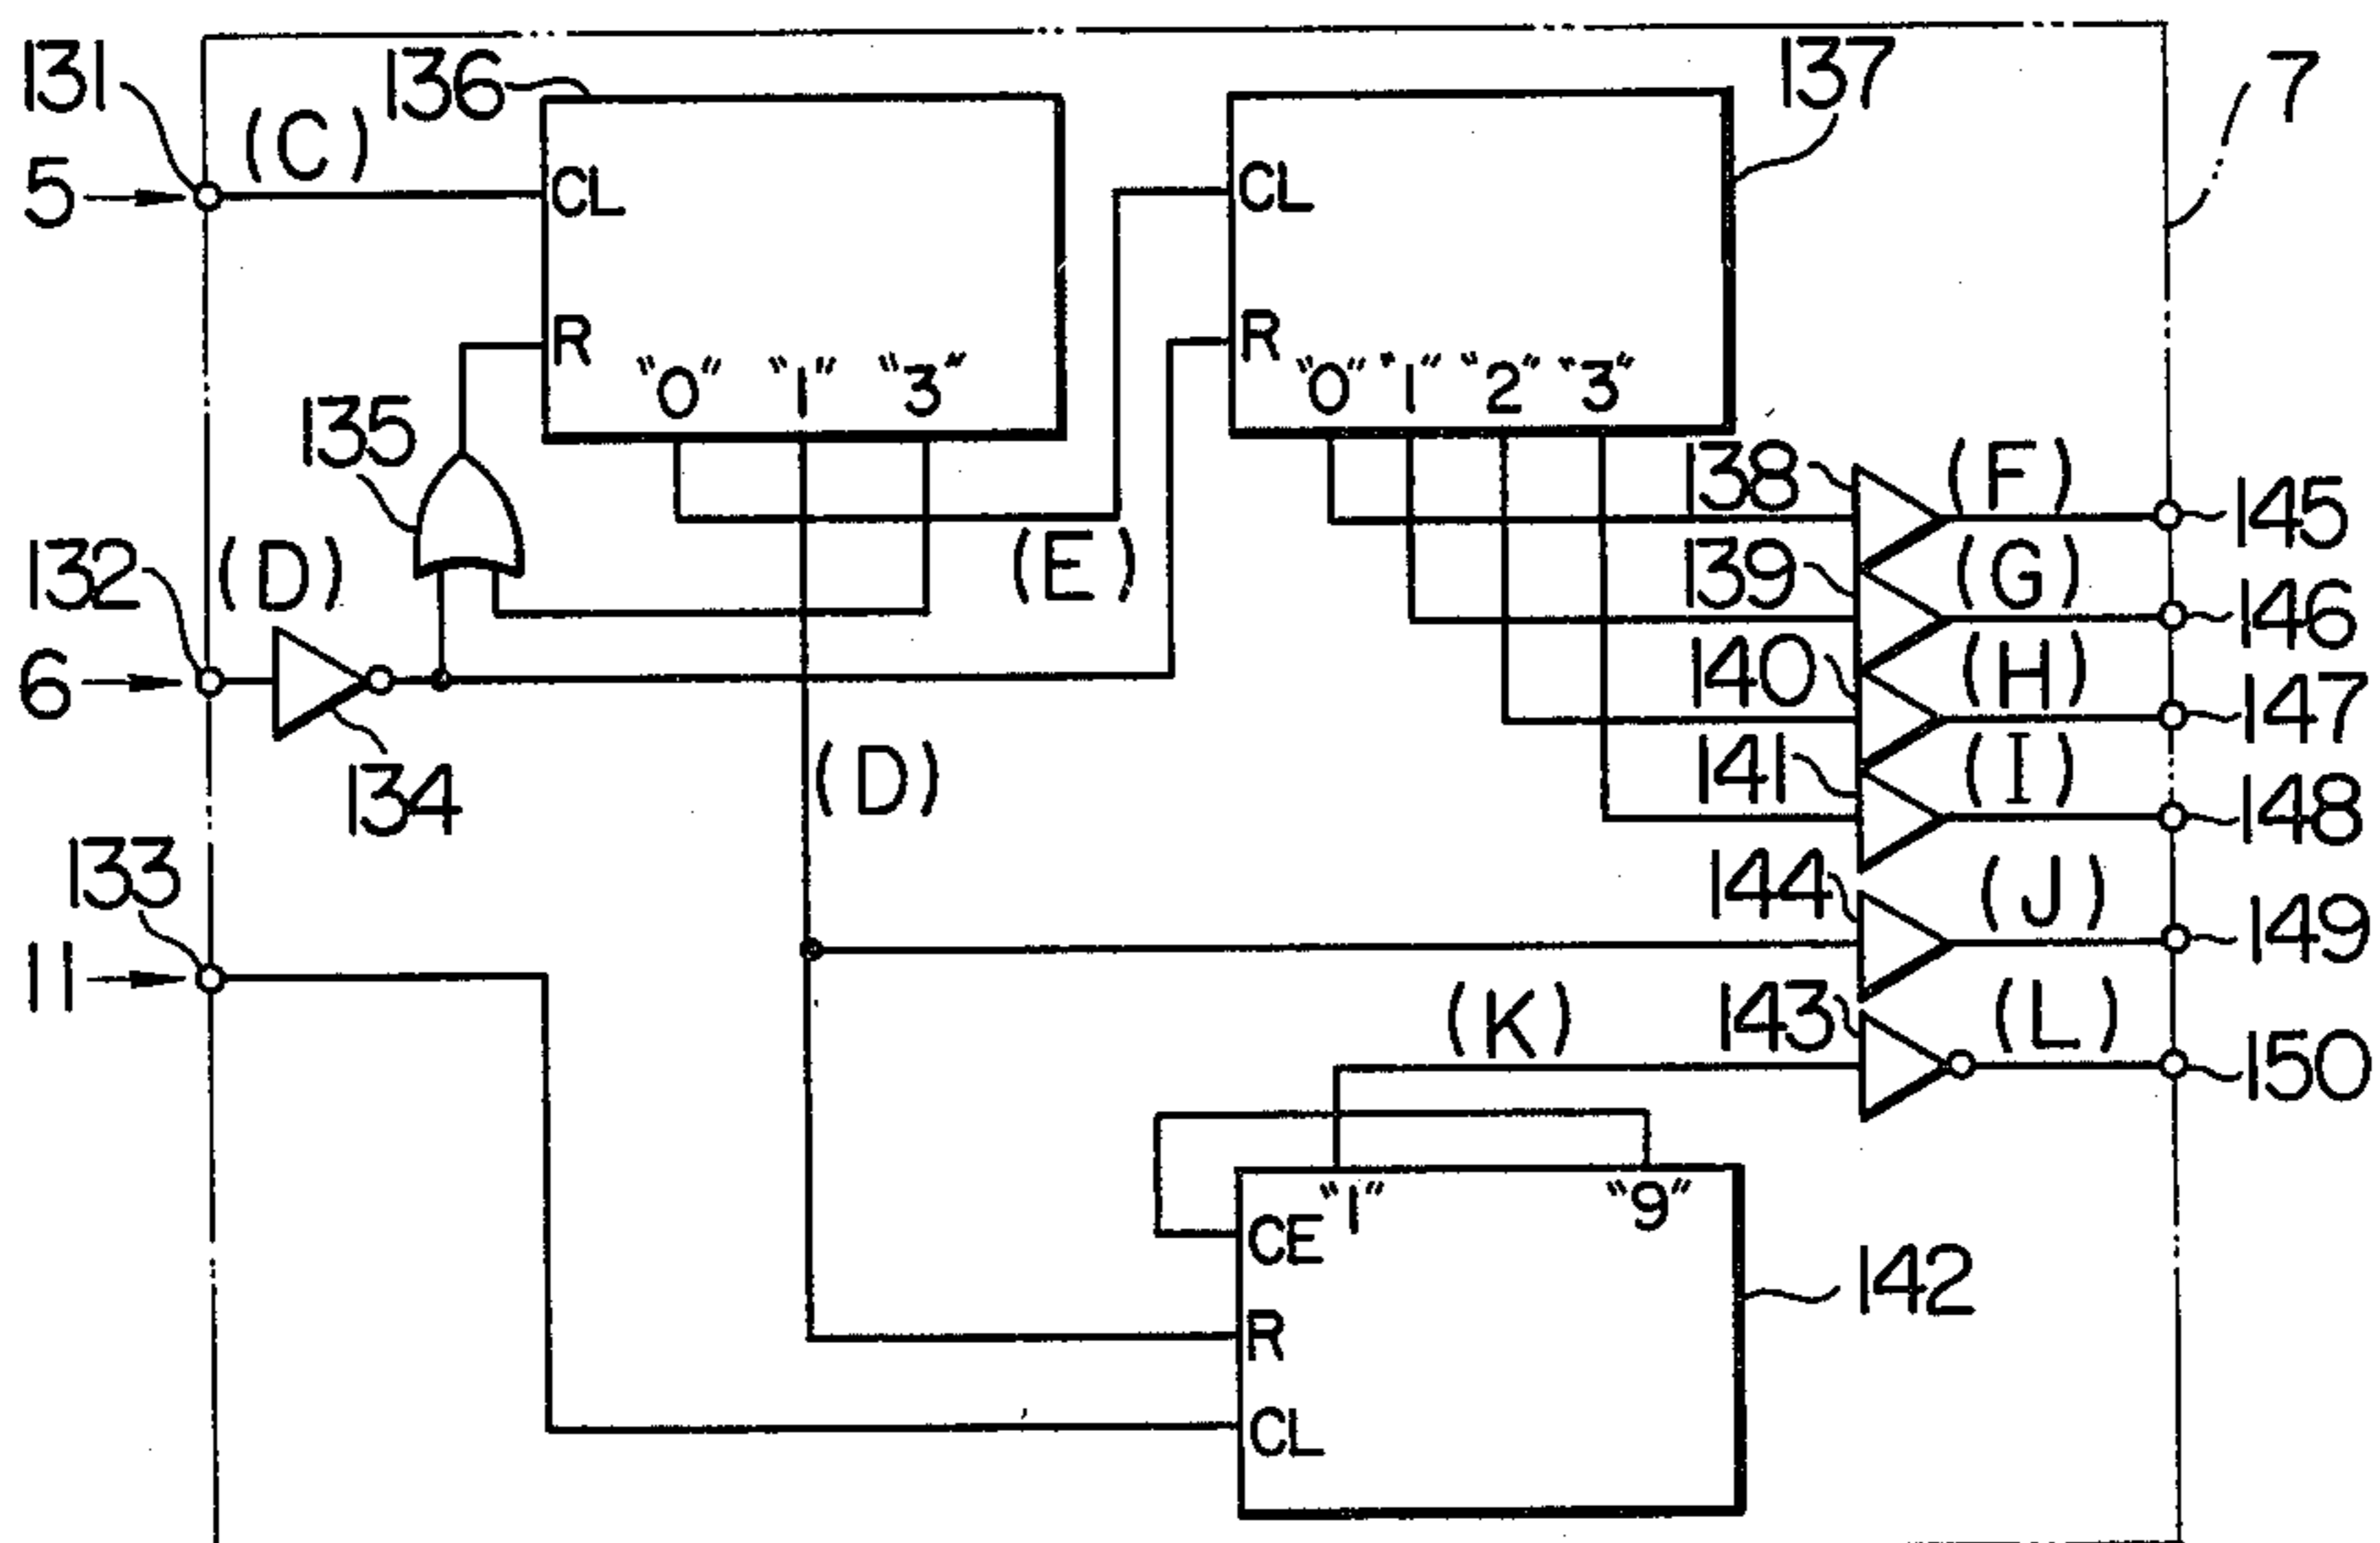 131
136
137
7
(C)
5
CL
CL
R
R
"0" "1" "3"
"0" "1" "2" "3"
135
138
(F)
145
132
(D)
(E)
139
(G)
146
6
140
(H)
147
134
(D)
141
(I)
148
133
144
(J)
149
11
(K)
143
(L)
150
"1" "9"
CE
142
R
CL